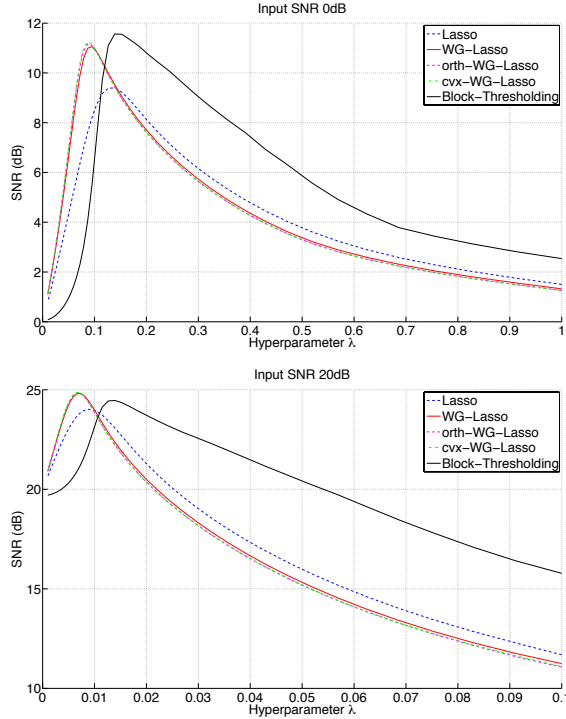 Input SNR 0dB
12
10
8
6
4
2
0
SNR (dB)
Lasso
WG−Lasso
orth−WG−Lasso
cvx−WG−Lasso
Block−Thresholding
0 0.1 0.2 0.3 0.4 0.5 0.6 0.7 0.8 0.9 1
Hyperparameter λ
Input SNR 20dB
25
20
15
10
SNR (dB)
Lasso
WG−Lasso
orth−WG−Lasso
cvx−WG−Lasso
Block−Thresholding
0 0.01 0.02 0.03 0.04 0.05 0.06 0.07 0.08 0.09 0.1
Hyperparameter λ